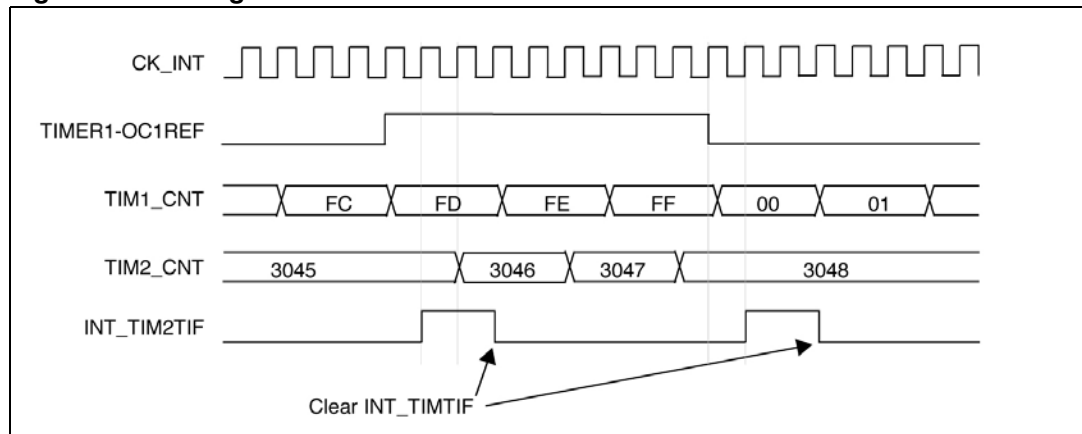 CK_INT
TIMER1-OC1REF
TIM1_CNT FC FD FE FF 00 01
TIM2_CNT 3045 3046 3047 3048
INT_TIM2TIF
Clear INT_TIMTIF